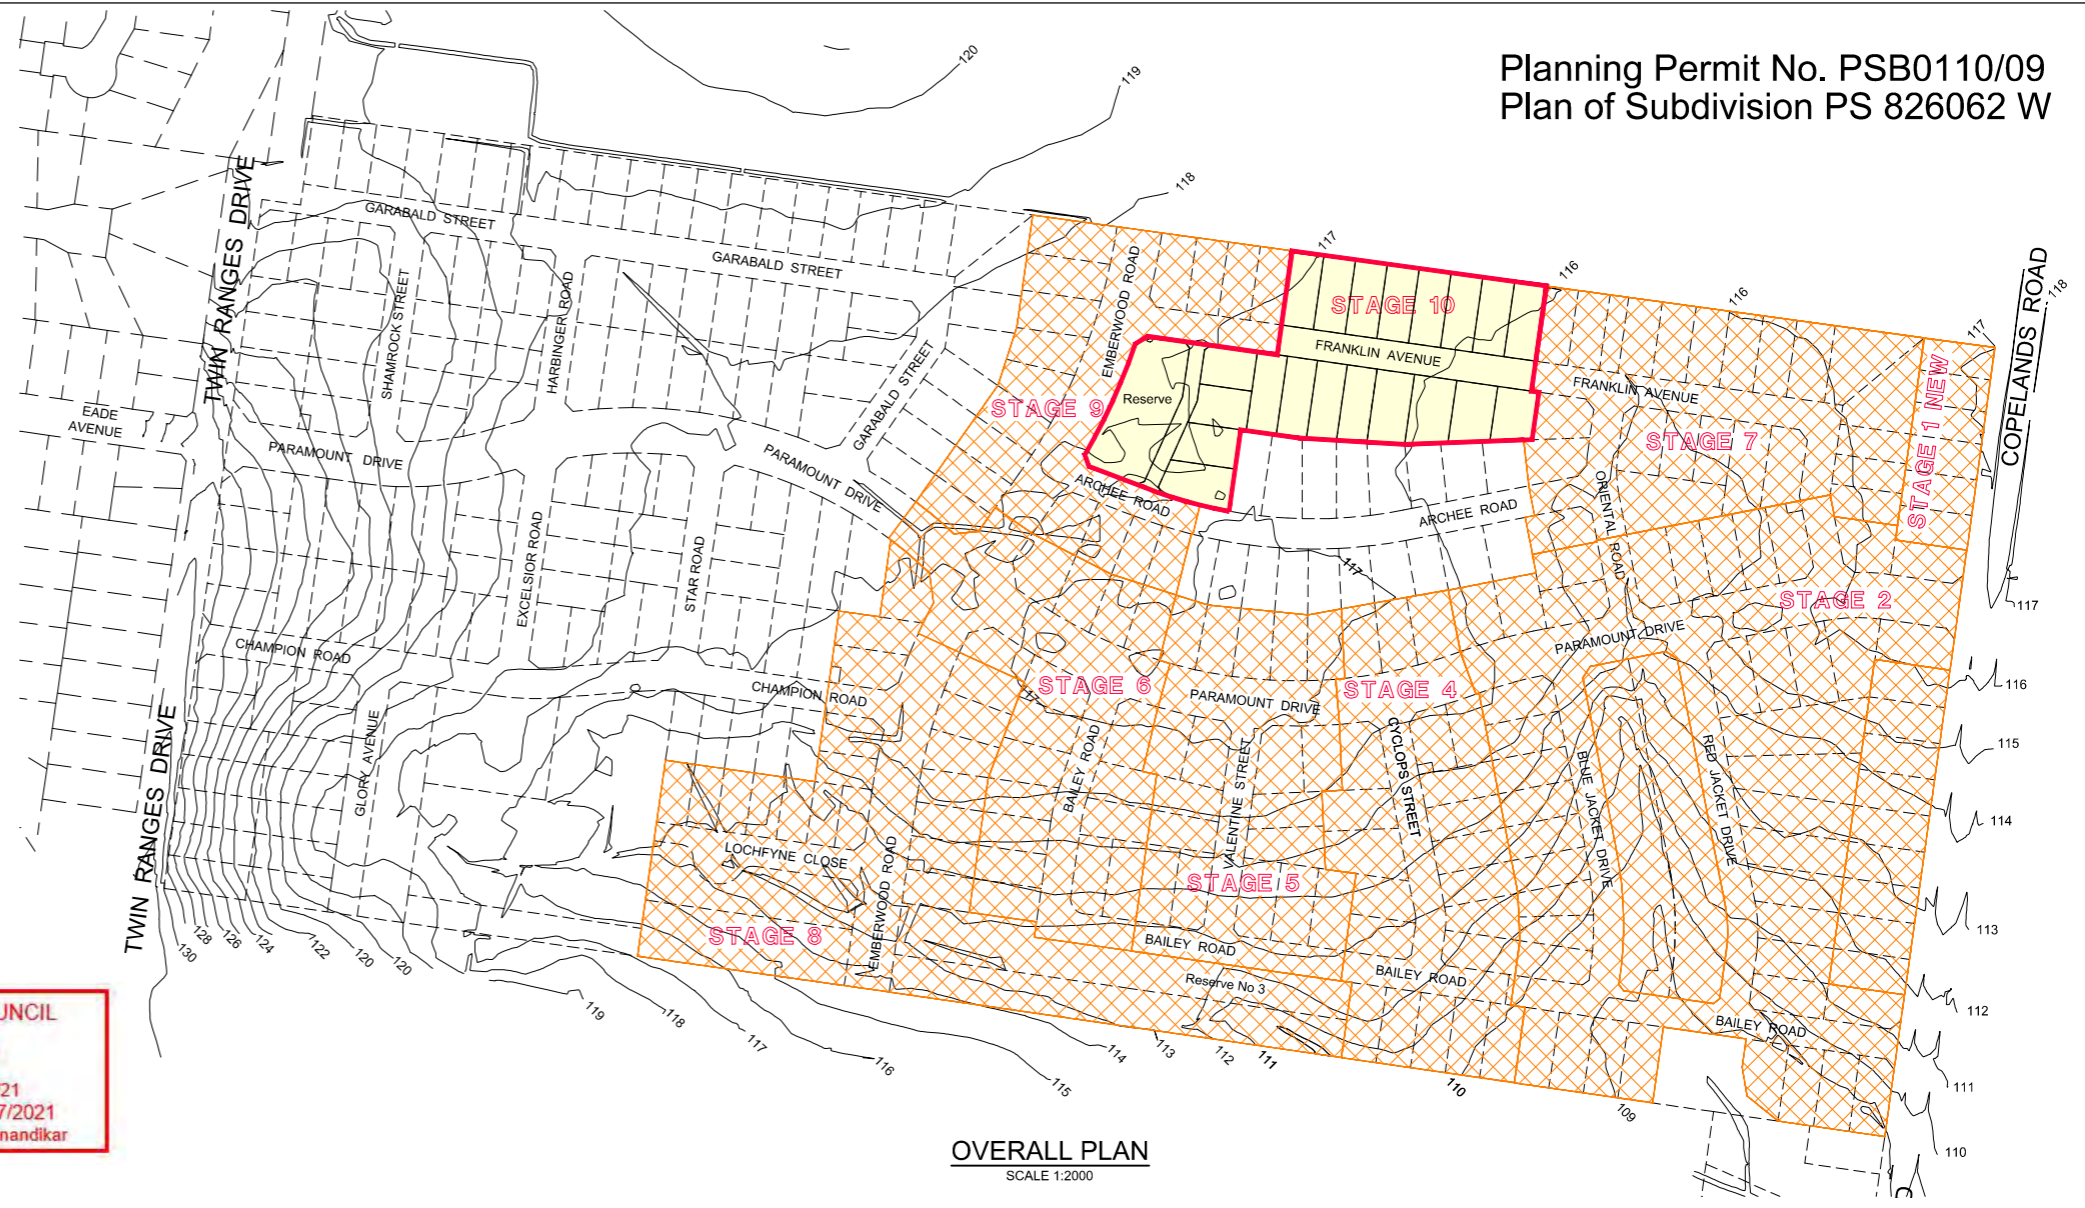 Planning Permit No. PSB0110/09
Plan of Subdivision PS 826062 W
120
119
118
117
116
116
117
118
COPELANDS ROAD
TWIN RANGES DRIVE
GARABALD STREET
GARABALD STREET
SHAMROCK STREET
HARBINGER ROAD
EMBERWOOD ROAD
STAGE 10
FRANKLIN AVENUE
FRANKLIN AVENUE
STAGE 1 NEW
GARABALD STREET
Reserve
STAGE 9
STAGE 7
EADE
AVENUE
PARAMOUNT DRIVE
PARAMOUNT DRIVE
ARCHEE ROAD
ARCHEE ROAD
ORIENTAL ROAD
EXCELSIOR ROAD
STAR ROAD
117
STAGE 2
117
CHAMPION ROAD
CHAMPION ROAD
PARAMOUNT DRIVE
STAGE 6
117
PARAMOUNT DRIVE
STAGE 4
116
TWIN RANGES DRIVE
GLORY AVENUE
BAILEY ROAD
VALENTINE STREET
CYCLOPS STREET
BLUE JACKET DRIVE
RED JACKET DRIVE
115
114
LOCHFYNE CLOSE
EMBERWOOD ROAD
STAGE 5
STAGE 8
BAILEY ROAD
113
130
128
126
124
122
120
120
Reserve No 3
BAILEY ROAD
112
BAILEY ROAD
119
118
117
116
115
114
113
112
111
110
109
111
110
UNCIL
21
7/2021
nandikar
OVERALL PLAN
SCALE 1:2000